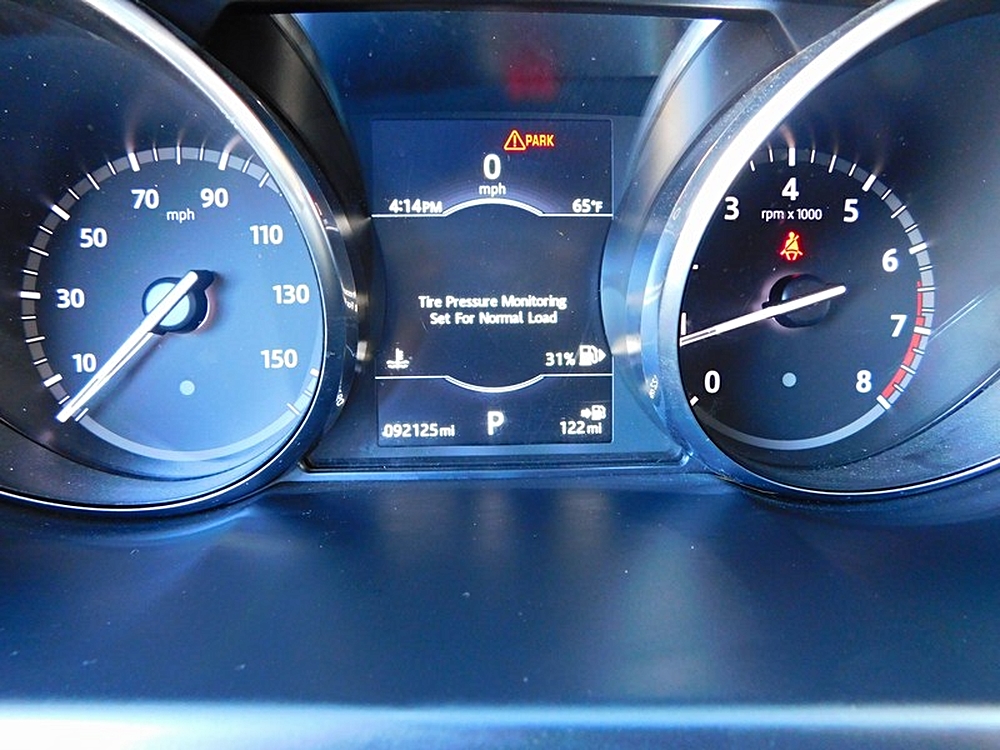 70 90
mph
50
110
30
130
10
150
PARK
0
mph
4:14PM
65°F
Tire Pressure Monitoring
Set For Normal Load
31%
092125mi
P
122mi
4
3
5
rpm x 1000
6
7
0
8